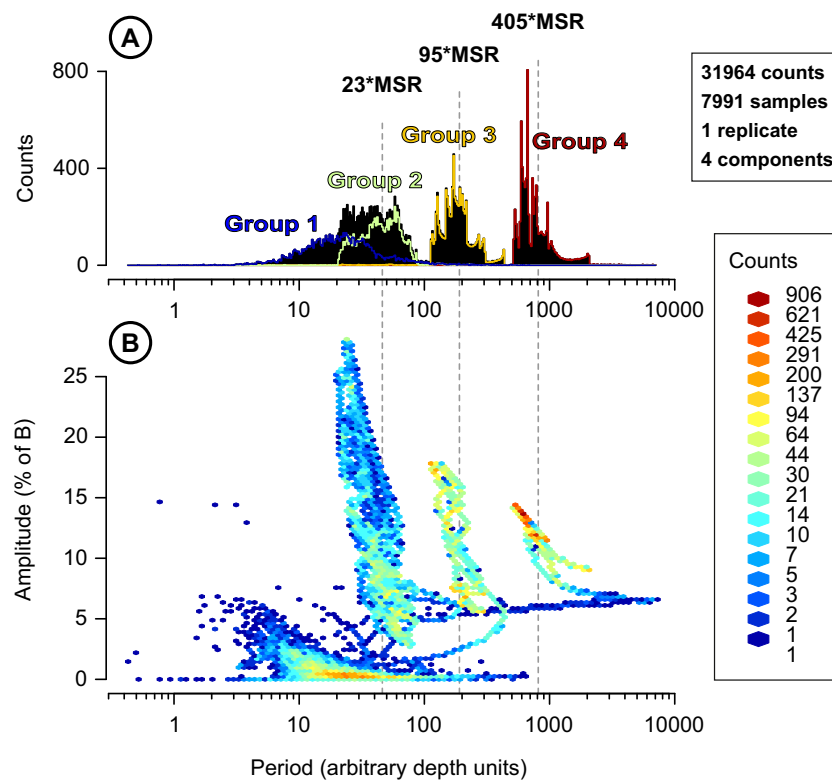 A
405*MSR
95*MSR
23*MSR
31964 counts
7991 samples
1 replicate
4 components
800
400
0
Counts
Group 1
Group 2
Group 3
Group 4
1
10
100
1000
10000
B
25
20
15
10
5
0
Amplitude (% of B)
1
10
100
1000
10000
Period (arbitrary depth units)
Counts
906
621
425
291
200
137
94
64
44
30
21
14
10
7
5
3
2
1
1